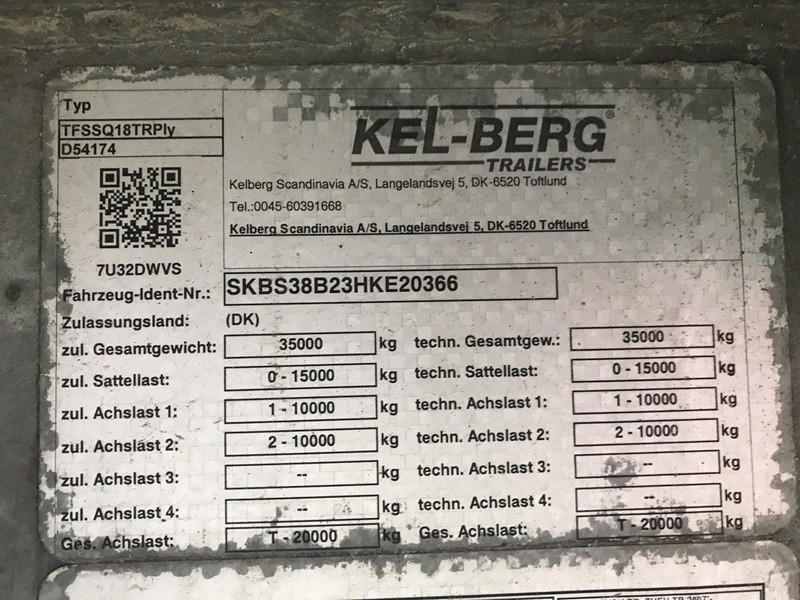 Typ
TFSSQ18TRPly
D54174
KEL-BERG®
TRAILERS
Kelberg Scandinavia A/S, Langelandsvej 5, DK-6520 Toftlund
Tel.:0045-60391668
Kelberg Scandinavia A/S, Langelandsvej 5, DK-6520 Toftlund
7U32DWVS
Fahrzeug-Ident-Nr.: SKBS38B23HKE20366
Zulassungsland: (DK)
zul. Gesamtgewicht: 35000 kg techn. Gesamtgew.: 35000 kg
zul. Sattellast: 0 - 15000 kg techn. Sattellast: 0 - 15000 kg
zul. Achslast 1: 1 - 10000 kg techn. Achslast 1: 1 - 10000 kg
zul. Achslast 2: 2 - 10000 kg techn. Achslast 2: 2 - 10000 kg
zul. Achslast 3: -- kg techn. Achslast 3: -- kg
zul. Achslast 4: -- kg techn. Achslast 4: -- kg
Ges. Achslast: T - 20000 kg Ges. Achslast: T - 20000 kg